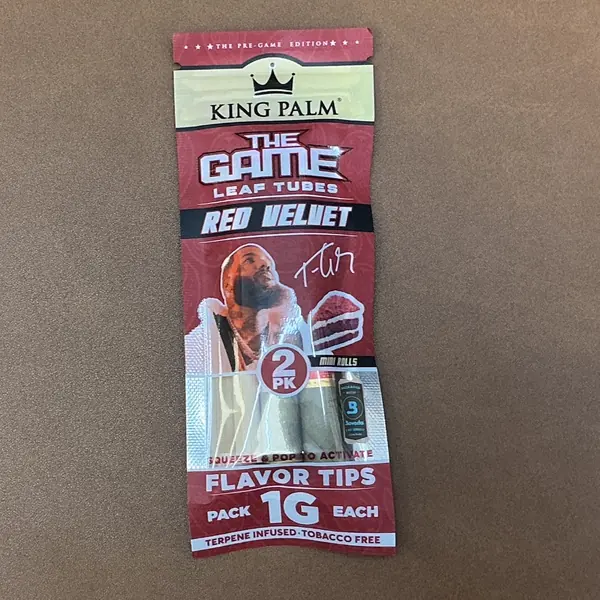 THE PRE-GAME EDITION
KING PALM®
THE
GAME
LEAF TUBES
RED VELVET
2
PK
MINI ROLLS
Boveda
SQUEEZE & POP TO ACTIVATE
FLAVOR TIPS
PACK 1G EACH
TERPENE INFUSED-TOBACCO FREE